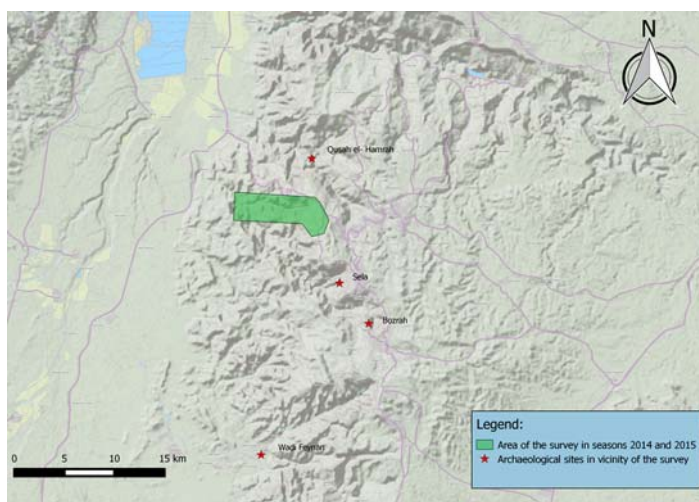 N
Qusah el- Hamrah
Sela
Bozrah
Wadi Feynan
Legend:
Area of the survey in seasons 2014 and 2015
Archaeological sites in vicinity of the survey
0 5 10 15 km